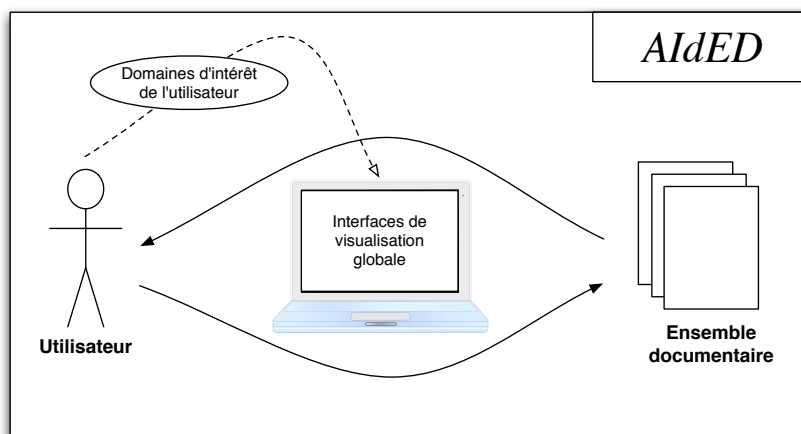 AIdED
Domaines d'intérêt
de l'utilisateur
Interfaces de
visualisation
globale
Utilisateur
Ensemble
documentaire